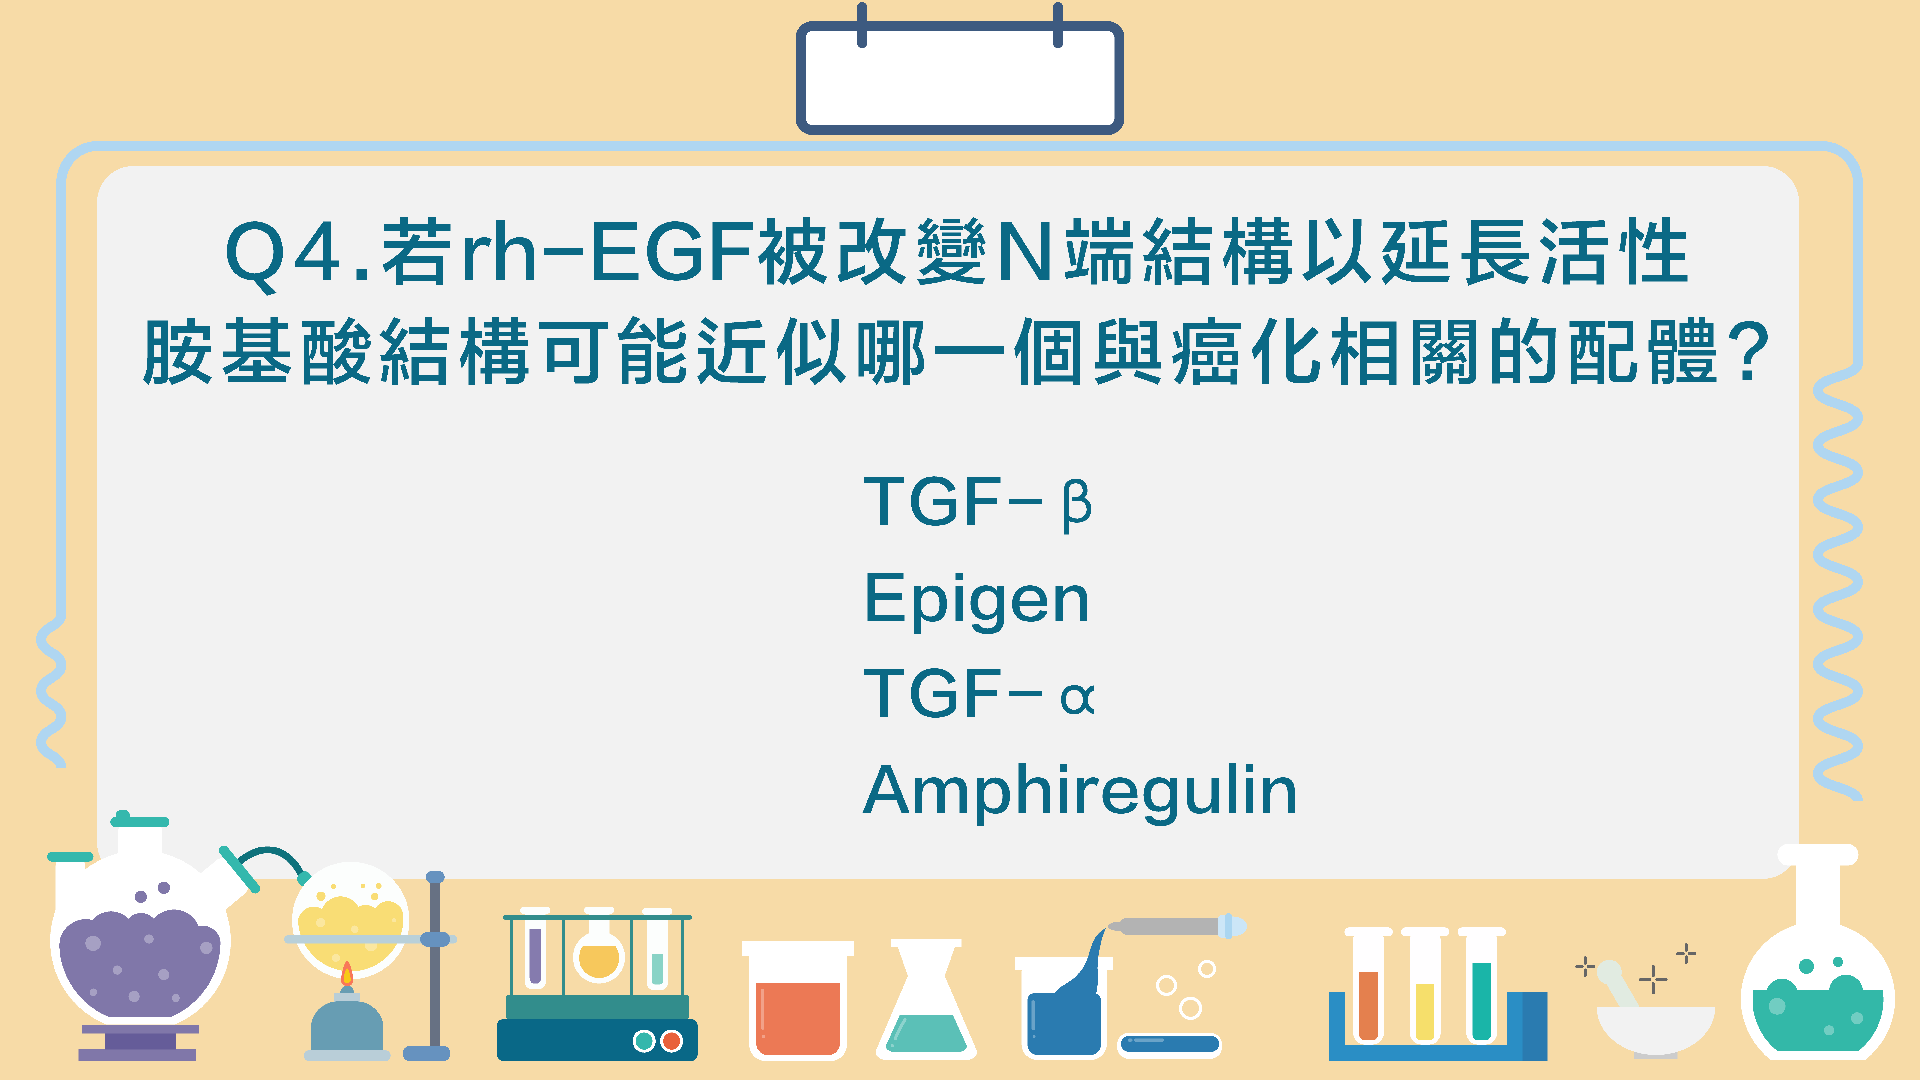 Q4.若rh-EGF被改變N端結構以延長活性
胺基酸結構可能近似哪一個與癌化相關的配體?
TGF-β
Epigen
TGF-α
Amphiregulin